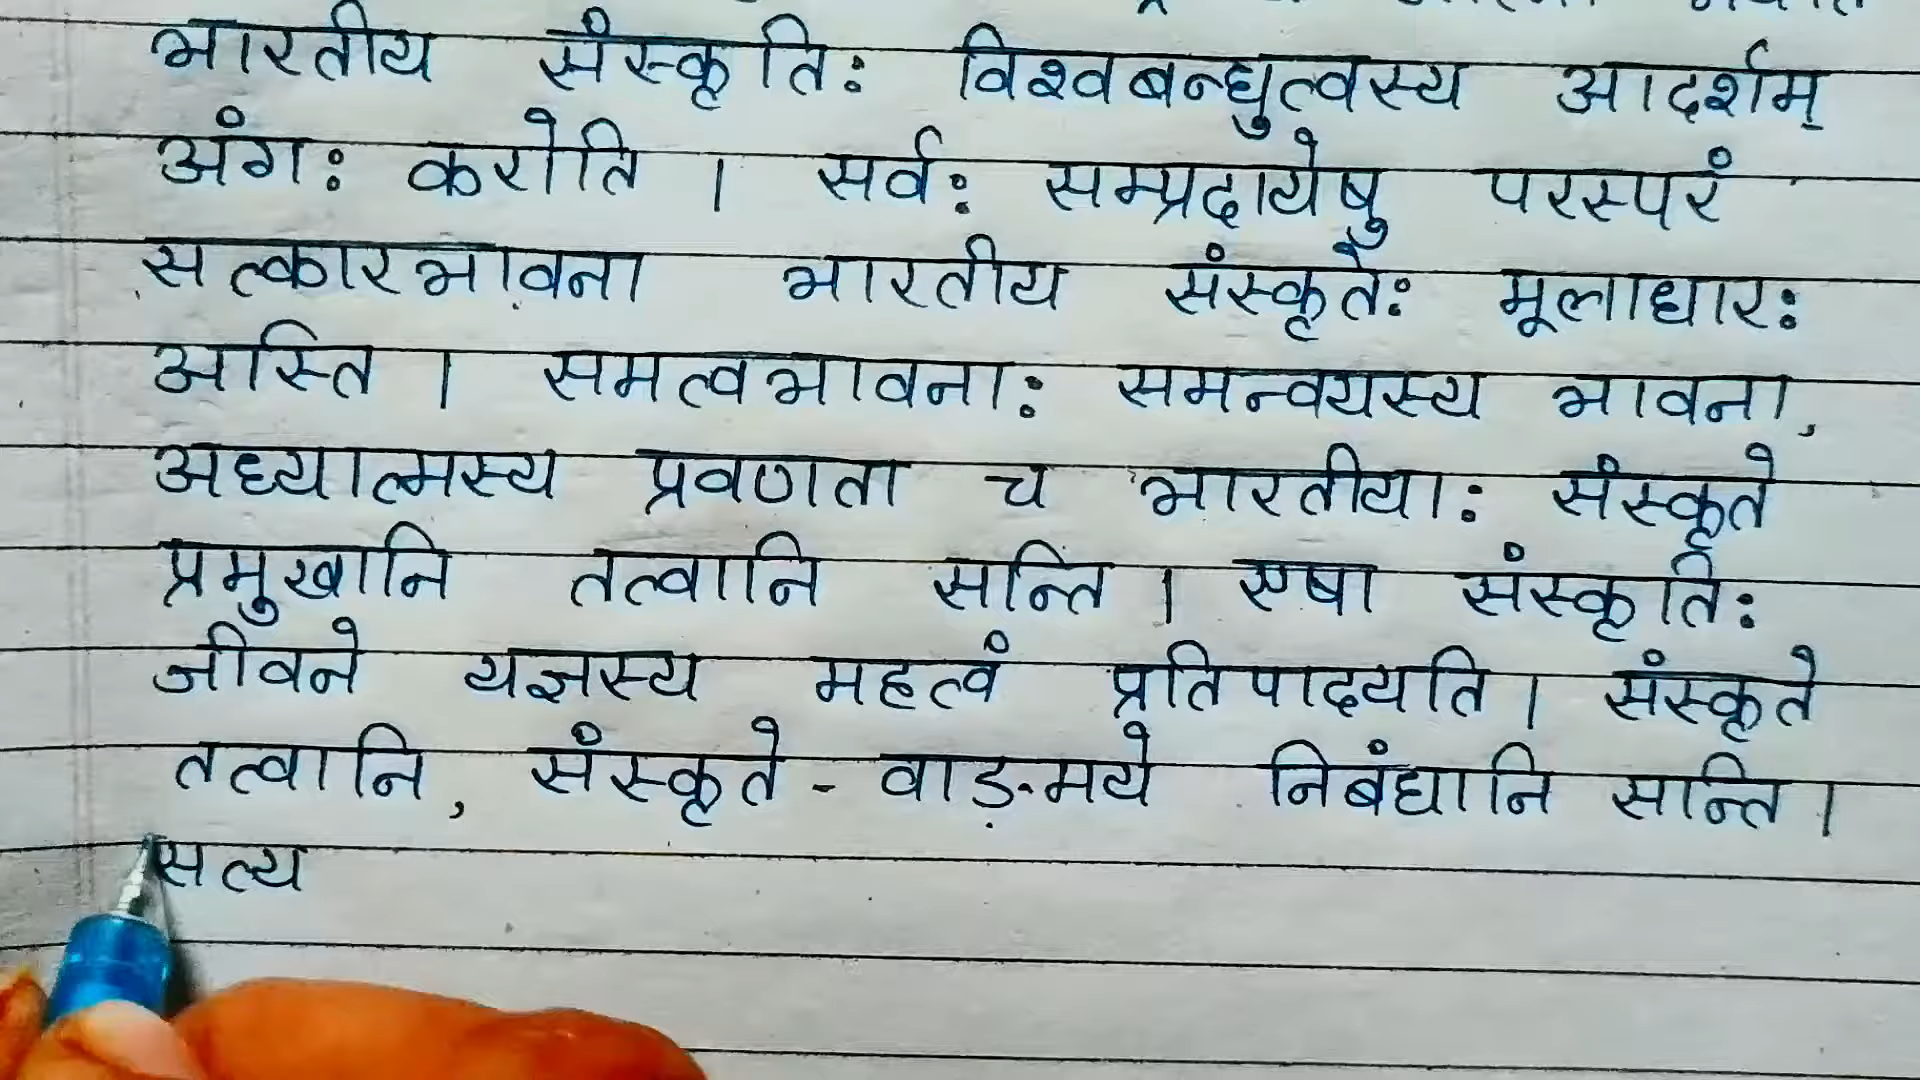 भारतीय संस्कृति: विश्वबन्धुत्वस्य आदर्शम्
अंग: करोति । सर्व: सम्प्रदायेषु परस्परं
सत्कारभावना भारतीय संस्कृते: मूलाधार:
अस्ति । समत्वभावना: समन्वयस्य भावना,
अध्यात्मस्य प्रवणता च भारतीया: संस्कृते
प्रमुखानि तत्वानि सन्ति । एषा संस्कृति:
जीवने यज्ञस्य महत्वं प्रतिपादयति । संस्कृते
तत्वानि, संस्कृते - वाङ्मये निबंधानि सन्ति ।
सत्य